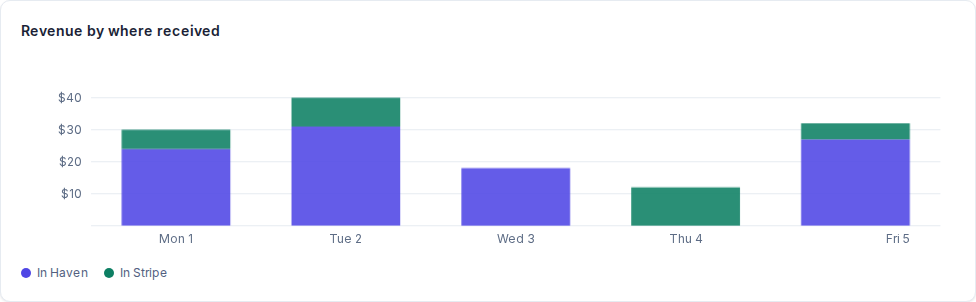 Revenue by where received
$40
$30
$20
$10
Mon 1 Tue 2 Wed 3 Thu 4 Fri 5
In Haven In Stripe